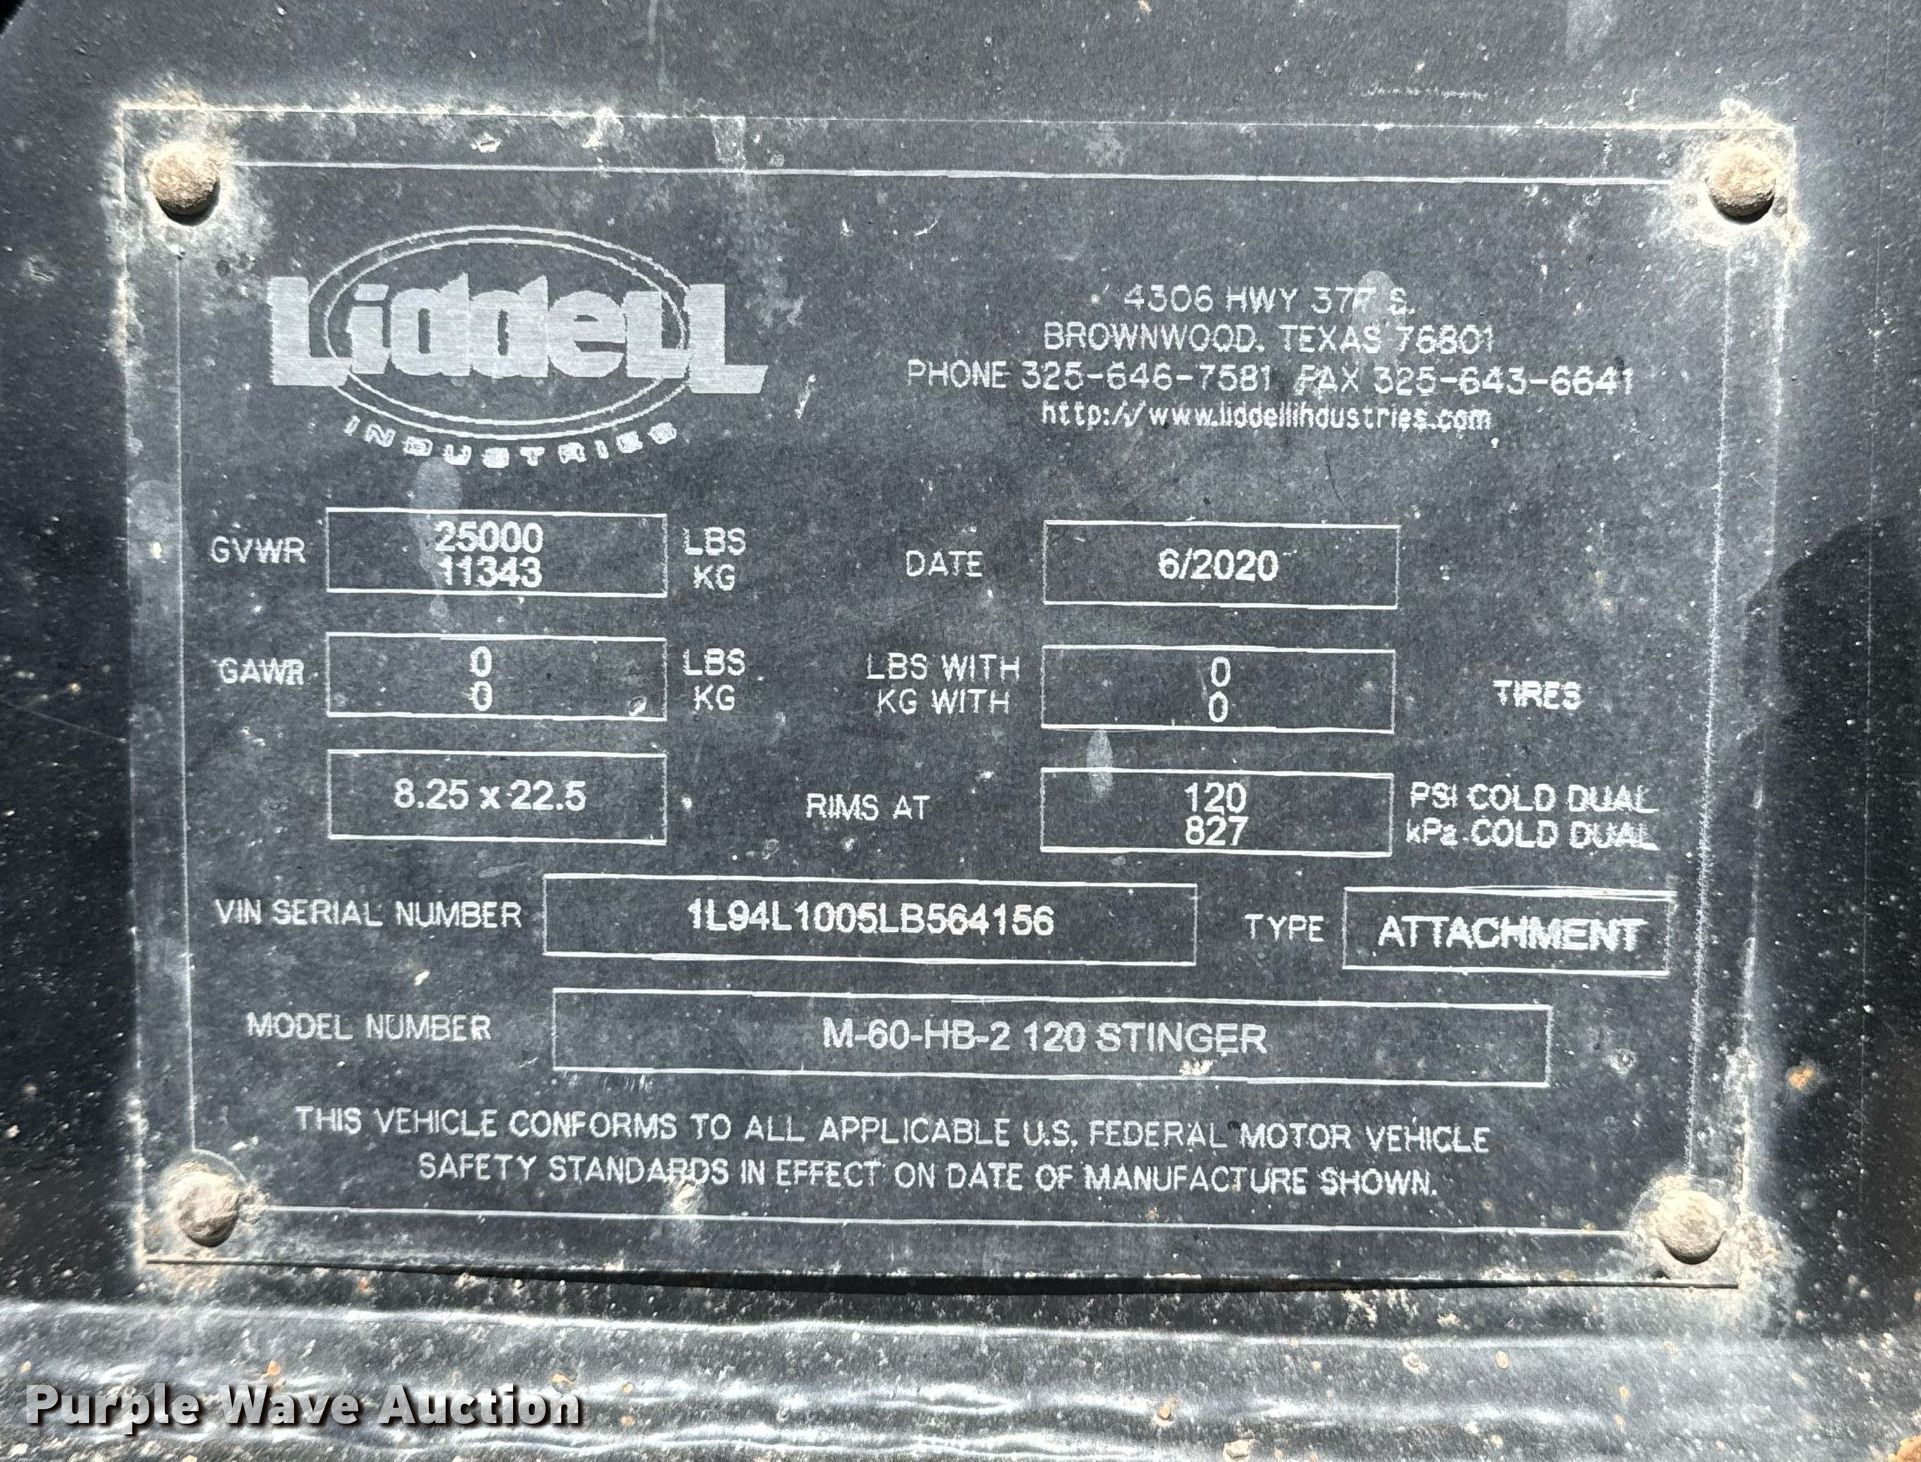 Liddell
INDUSTRIES
4306 HWY 377 S.
BROWNWOOD, TEXAS 76801
PHONE 325-646-7581 FAX 325-643-6641
http://www.liddellindustries.com
GVWR 25000 LBS
11343 KG
DATE 6/2020
GAWR 0 LBS
0 KG
LBS WITH 0
KG WITH 0
TIRES
8.25 x 22.5 RIMS AT 120 PSI COLD DUAL
827 kPa COLD DUAL
VIN SERIAL NUMBER 1L94L1005LB564156 TYPE ATTACHMENT
MODEL NUMBER M-60-HB-2 120 STINGER
THIS VEHICLE CONFORMS TO ALL APPLICABLE U.S. FEDERAL MOTOR VEHICLE
SAFETY STANDARDS IN EFFECT ON DATE OF MANUFACTURE SHOWN.
Purple Wave Auction